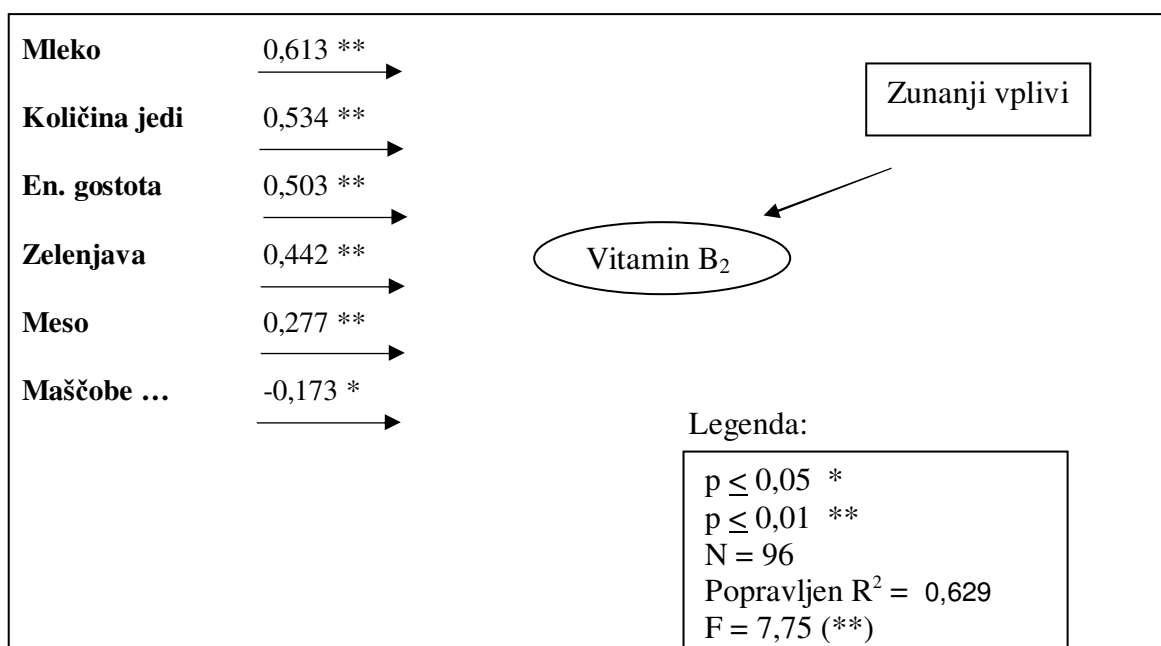 Mleko 0,613 **
Zunanji vplivi
Količina jedi 0,534 **
En. gostota 0,503 **
Zelenjava 0,442 **
Vitamin B₂
Meso 0,277 **
Maščobe … -0,173 *
Legenda:
p ≤ 0,05 *
p ≤ 0,01 **
N = 96
Popravljen R² = 0,629
F = 7,75 (**)